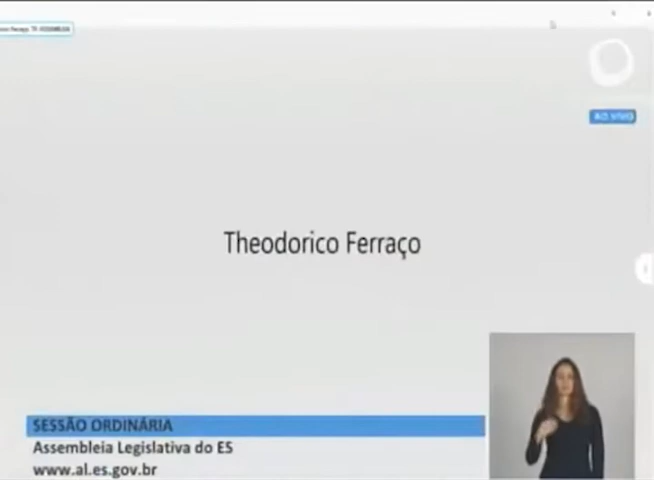 AO VIVO
Theodorico Ferraço
SESSÃO ORDINÁRIA
Assembleia Legislativa do ES
www.al.es.gov.br